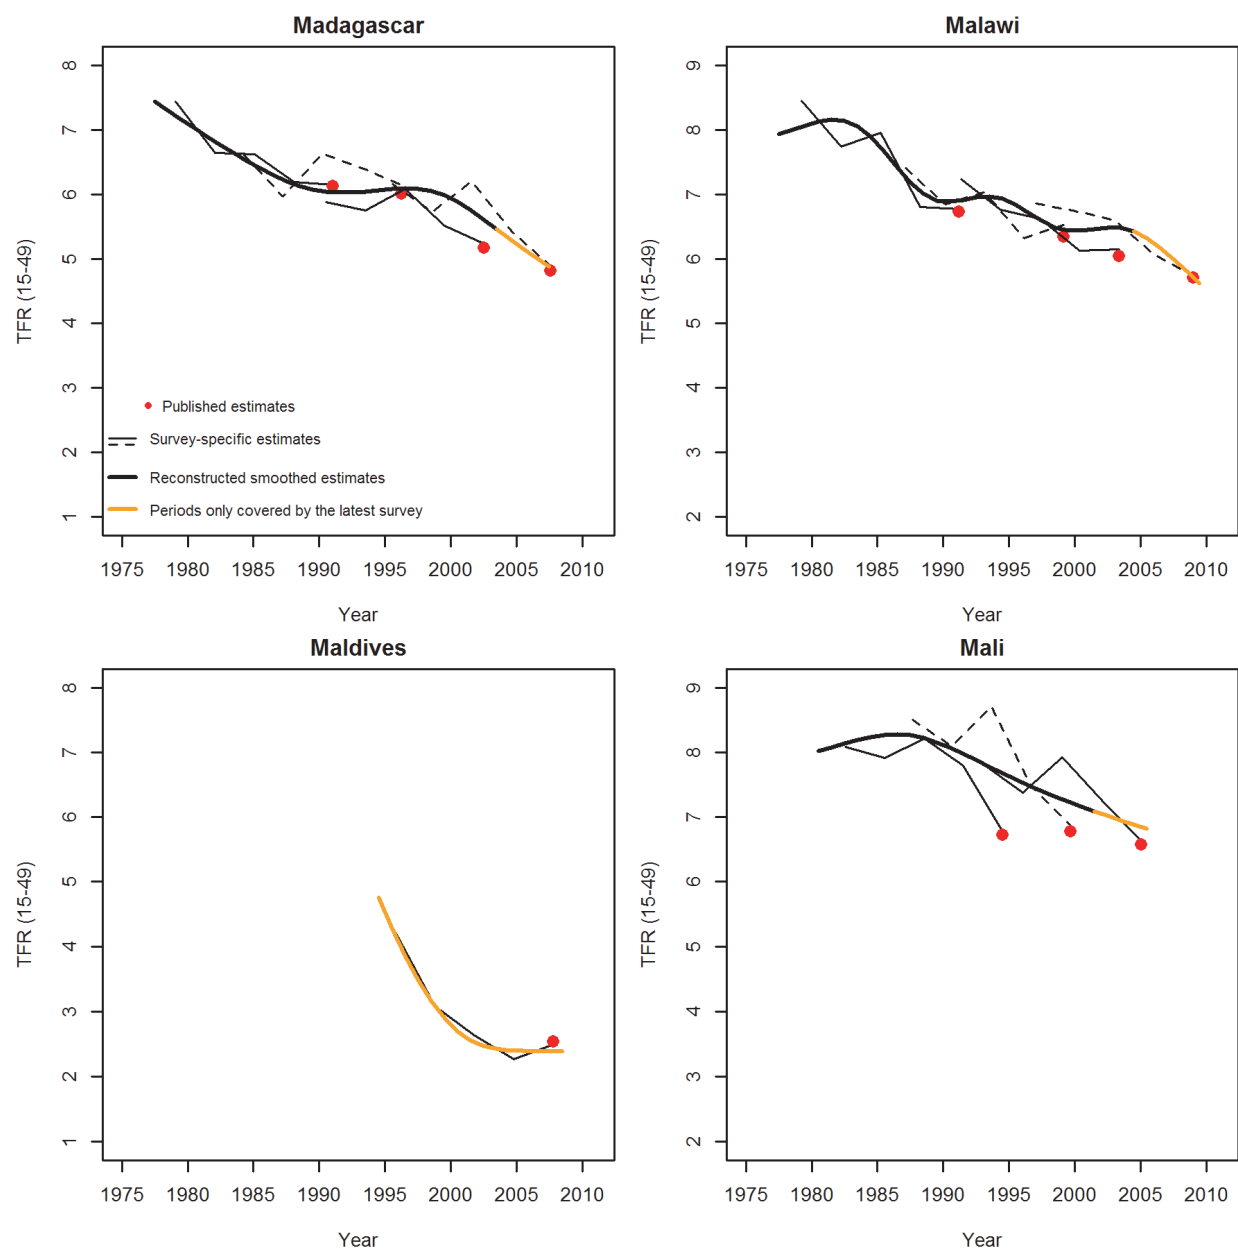 Madagascar
TFR (15-49)
8
7
6
5
4
3
2
1
Published estimates
Survey-specific estimates
Reconstructed smoothed estimates
Periods only covered by the latest survey
1975 1980 1985 1990 1995 2000 2005 2010
Year
Malawi
TFR (15-49)
9
8
7
6
5
4
3
2
1975 1980 1985 1990 1995 2000 2005 2010
Year
Maldives
TFR (15-49)
8
7
6
5
4
3
2
1
1975 1980 1985 1990 1995 2000 2005 2010
Year
Mali
TFR (15-49)
9
8
7
6
5
4
3
2
1975 1980 1985 1990 1995 2000 2005 2010
Year